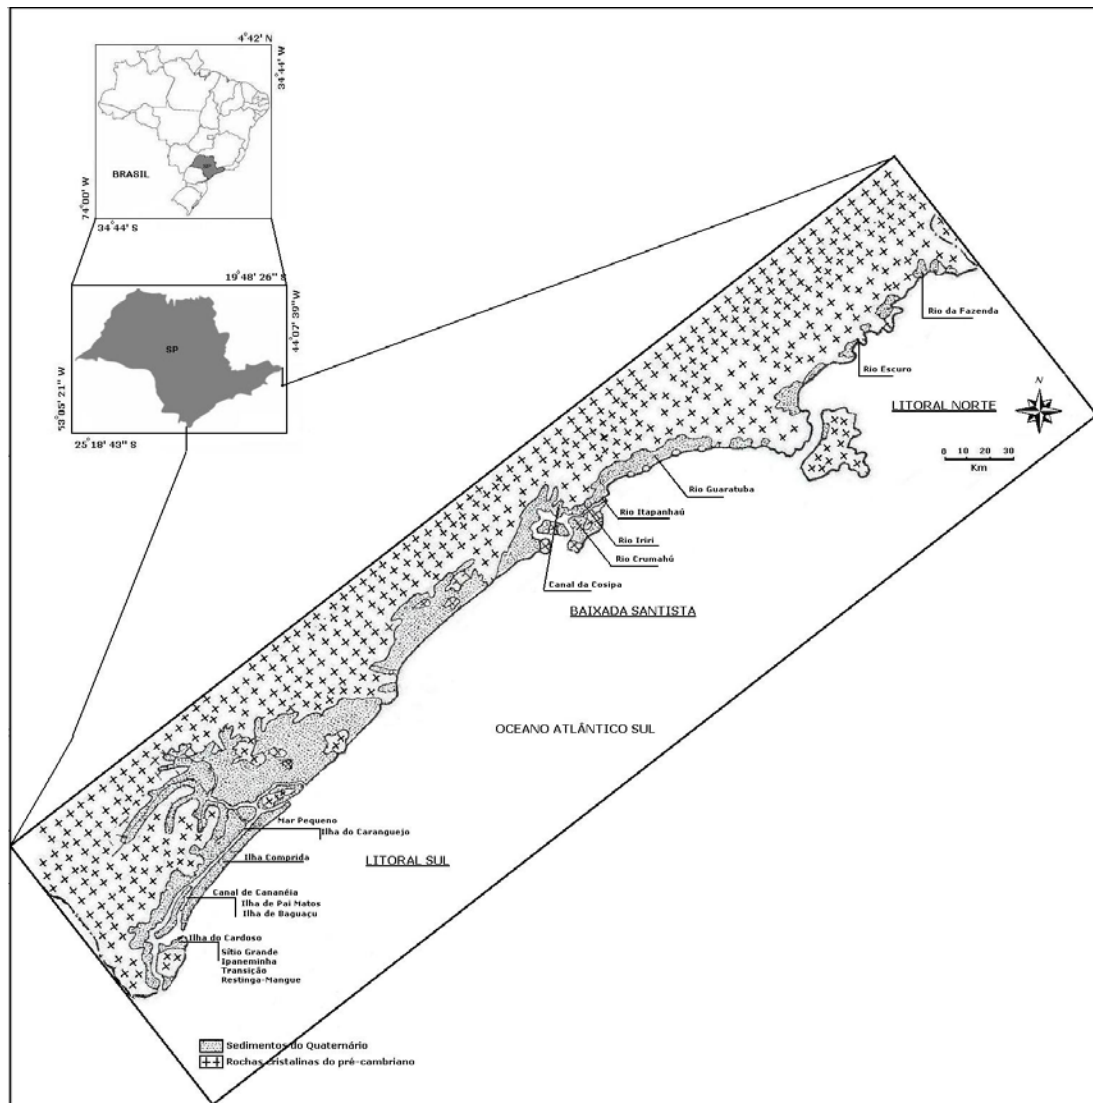 4°42' N
34°44' W
BRASIL
SP
74°00' W
34°44' S
19°48' 26" S
44°07' 39" W
SP
53°05' 21" W
25°18' 43" S
Rio da Fazenda
Rio Escuro
N
LITORAL NORTE
0 10 20 30
Km
Rio Guaratuba
Rio Itapanhaú
Rio Iriri
Rio Crumahú
Canal da Cosipa
BAIXADA SANTISTA
OCEANO ATLÂNTICO SUL
Mar Pequeno
Ilha do Caranguejo
Ilha Comprida
LITORAL SUL
Canal de Cananéia
Ilha de Pai Matos
Ilha de Baguaçu
Ilha do Cardoso
Sítio Grande
Ipaneminha
Transição
Restinga-Mangue
Sedimentos do Quaternário
Rochas cristalinas do pré-cambriano